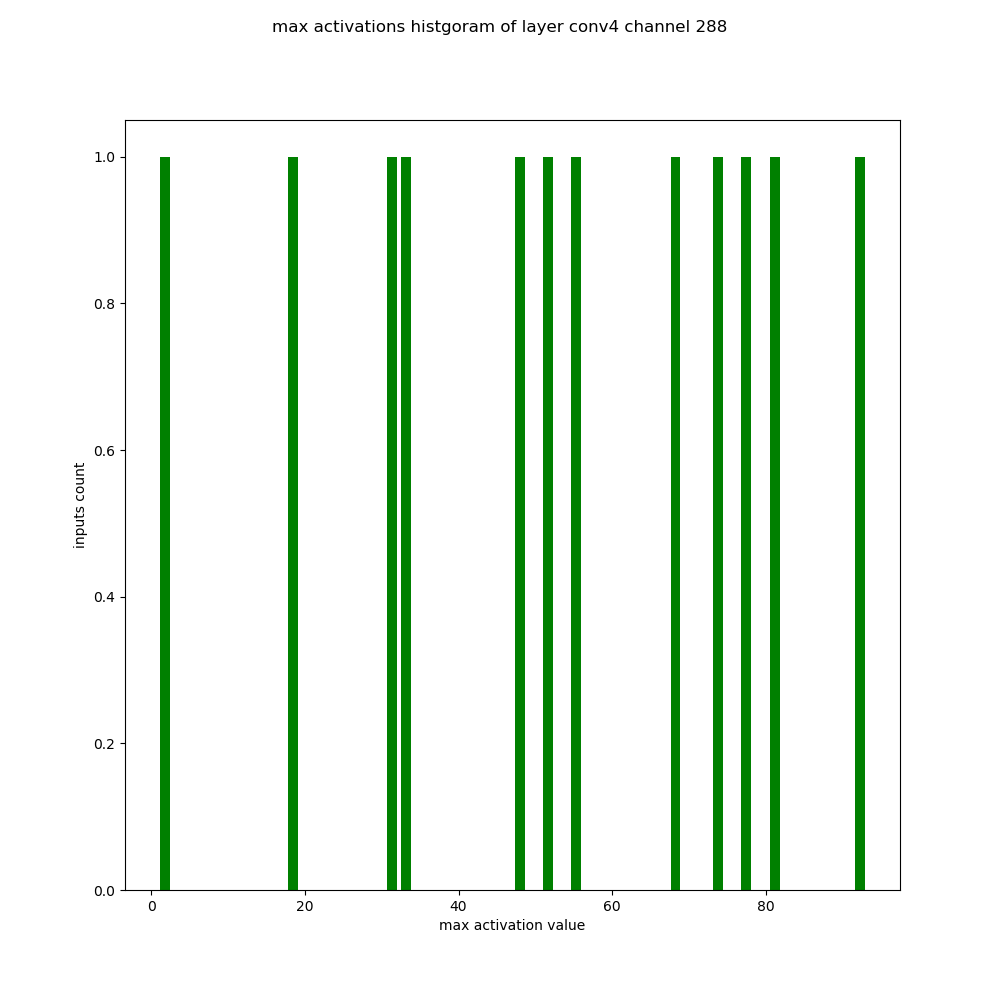 max activations histgoram of layer conv4 channel 288
1.0
0.8
0.6
0.4
0.2
0.0
inputs count
0 20 40 60 80
max activation value